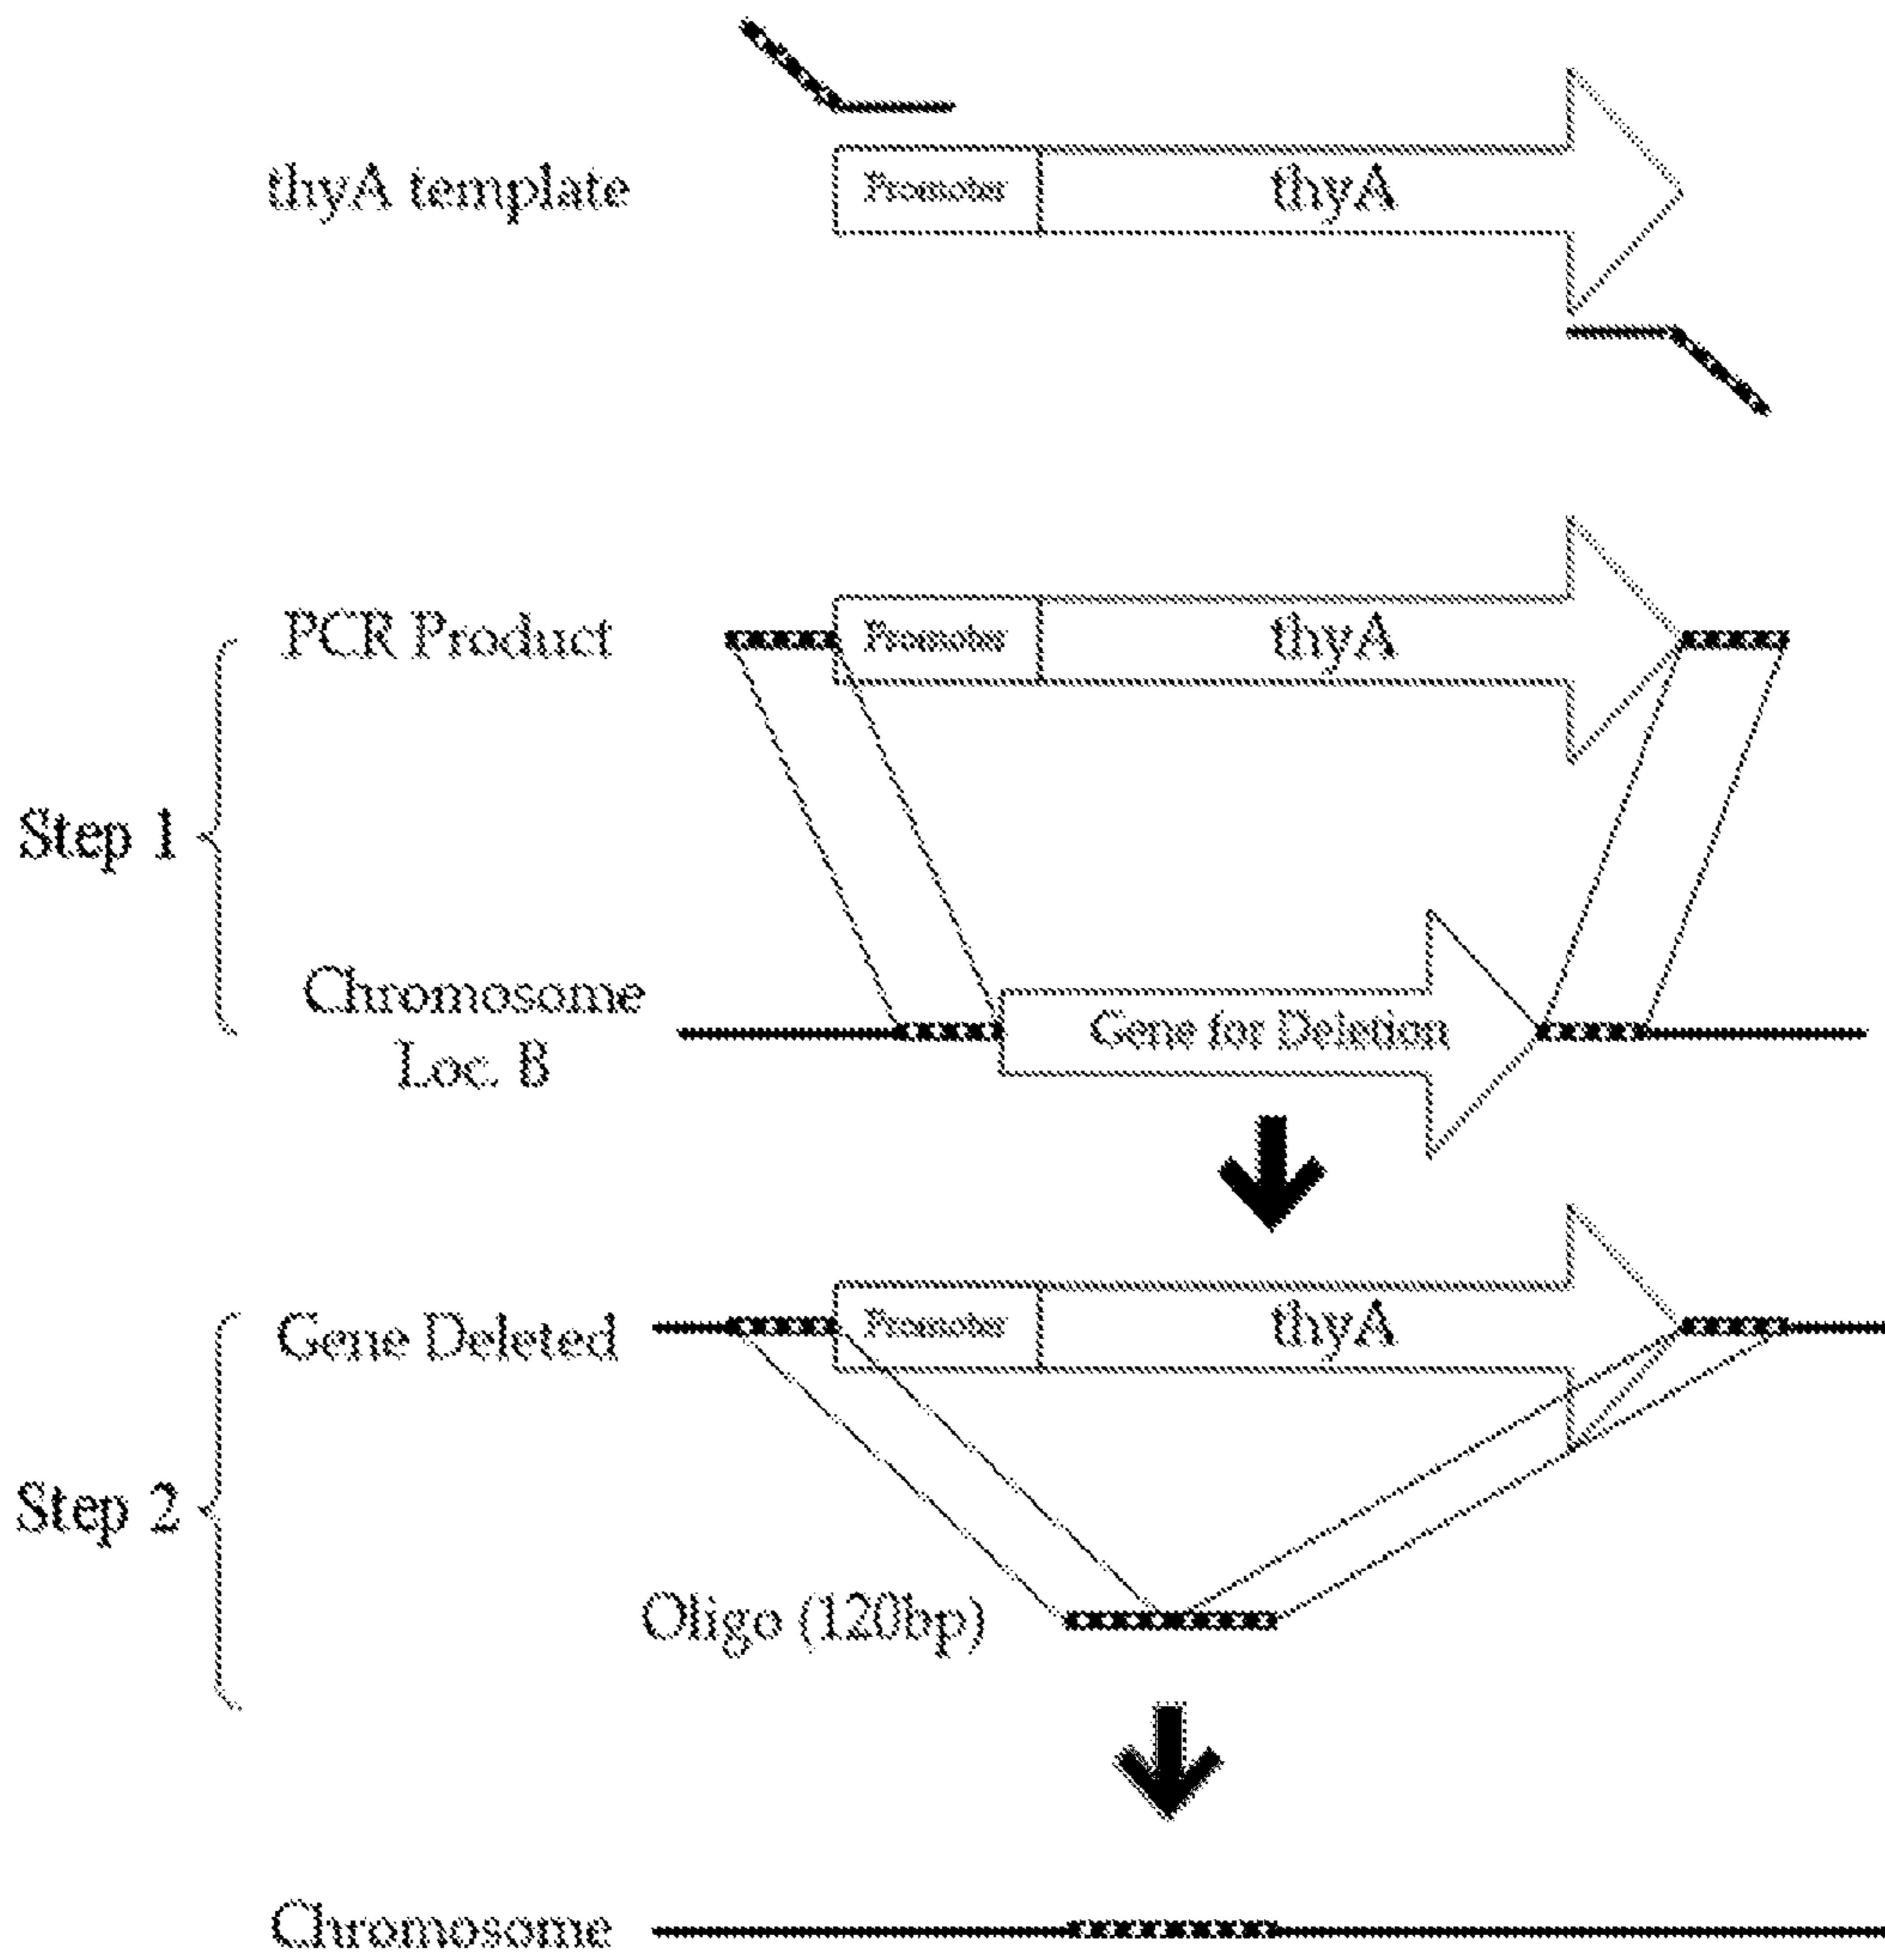 thyA template
Promoter
thyA
PCR Product
Promoter
thyA
Step 1
Chromosome
Loc. B
Gene for Deletion
Gene Deleted
Promoter
thyA
Step 2
Oligo (120bp)
Chromosome